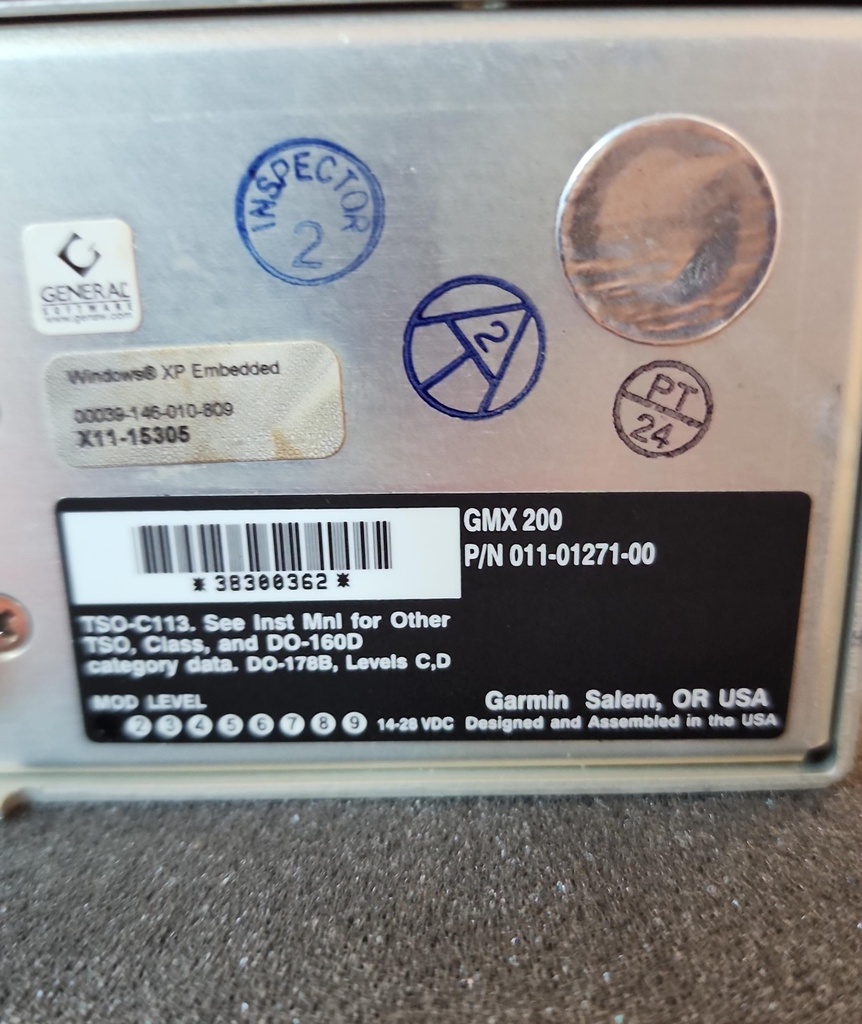 INSPECTOR
2
2
PT
24
GENERAL
SOFTWARE
www.gensw.com
Windows® XP Embedded
00039-146-010-809
X11-15305
*38300362*
GMX 200
P/N 011-01271-00
TSO-C113. See Inst Mnl for Other
TSO, Class, and DO-160D
category data. DO-178B, Levels C,D
MOD LEVEL
2 3 4 5 6 7 8 9 14-28 VDC
Garmin Salem, OR USA
Designed and Assembled in the USA